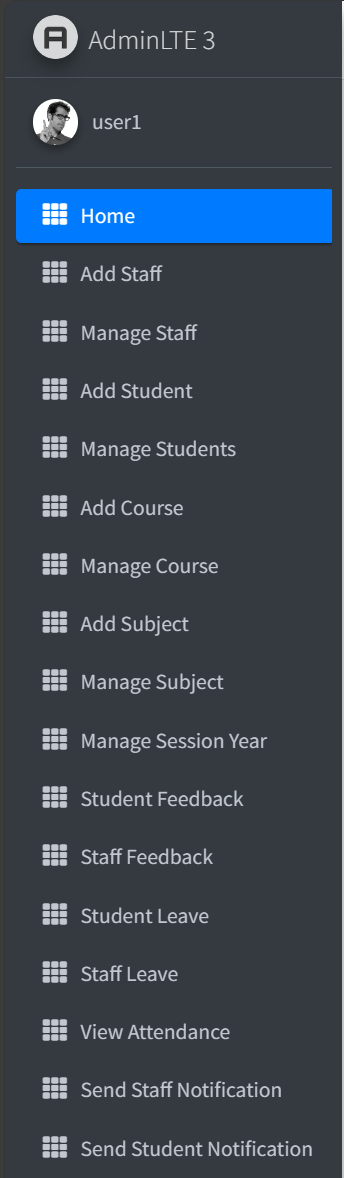 AdminLTE 3
user1
Home
Add Staff
Manage Staff
Add Student
Manage Students
Add Course
Manage Course
Add Subject
Manage Subject
Manage Session Year
Student Feedback
Staff Feedback
Student Leave
Staff Leave
View Attendance
Send Staff Notification
Send Student Notification